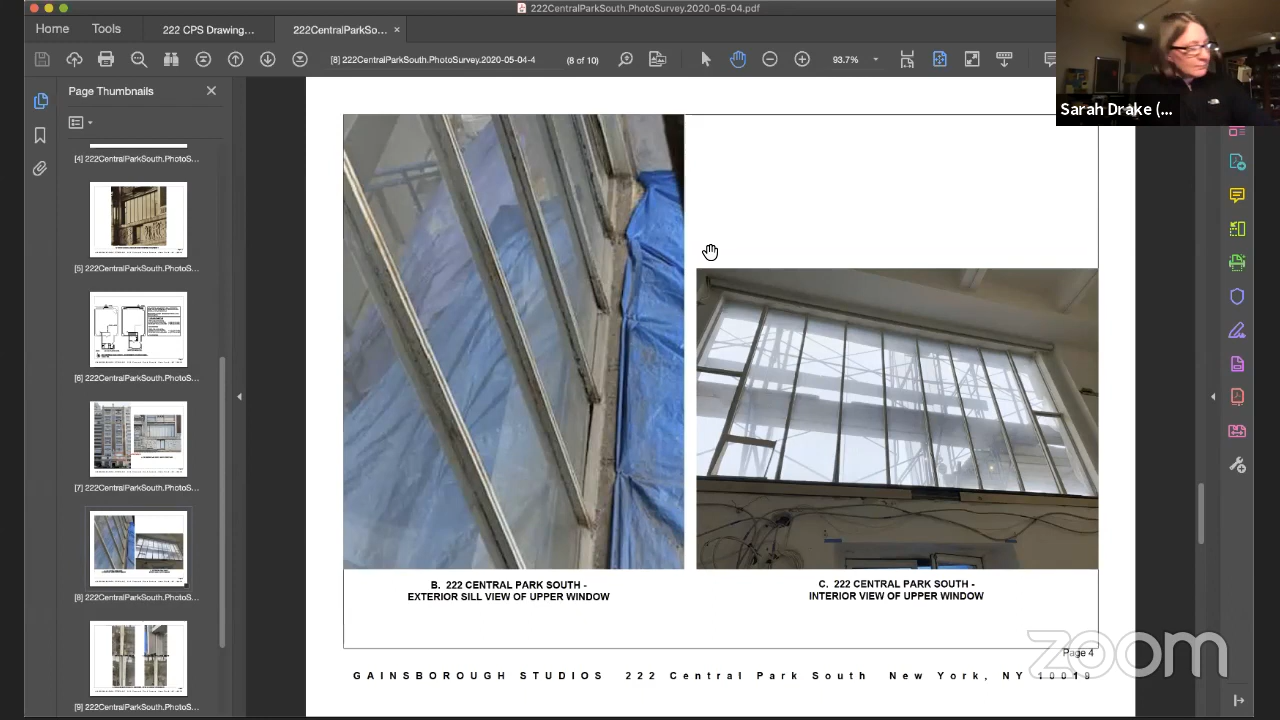 222CentralParkSouth.PhotoSurvey.2020-05-04.pdf
Home
Tools
222 CPS Drawing...
222CentralParkSo...
[8] 222CentralParkSouth.PhotoSurvey.2020-05-04-4
(8 of 10)
93.7%
Sarah Drake (...
Page Thumbnails
[4] 222CentralParkSouth.PhotoS...
[5] 222CentralParkSouth.PhotoS...
[6] 222CentralParkSouth.PhotoS...
[7] 222CentralParkSouth.PhotoS...
[8] 222CentralParkSouth.PhotoS...
[9] 222CentralParkSouth.PhotoS...
B. 222 CENTRAL PARK SOUTH -
EXTERIOR SILL VIEW OF UPPER WINDOW
C. 222 CENTRAL PARK SOUTH -
INTERIOR VIEW OF UPPER WINDOW
Page 4
GAINSBOROUGH STUDIOS 222 Central Park South New York, NY 10019
zoom